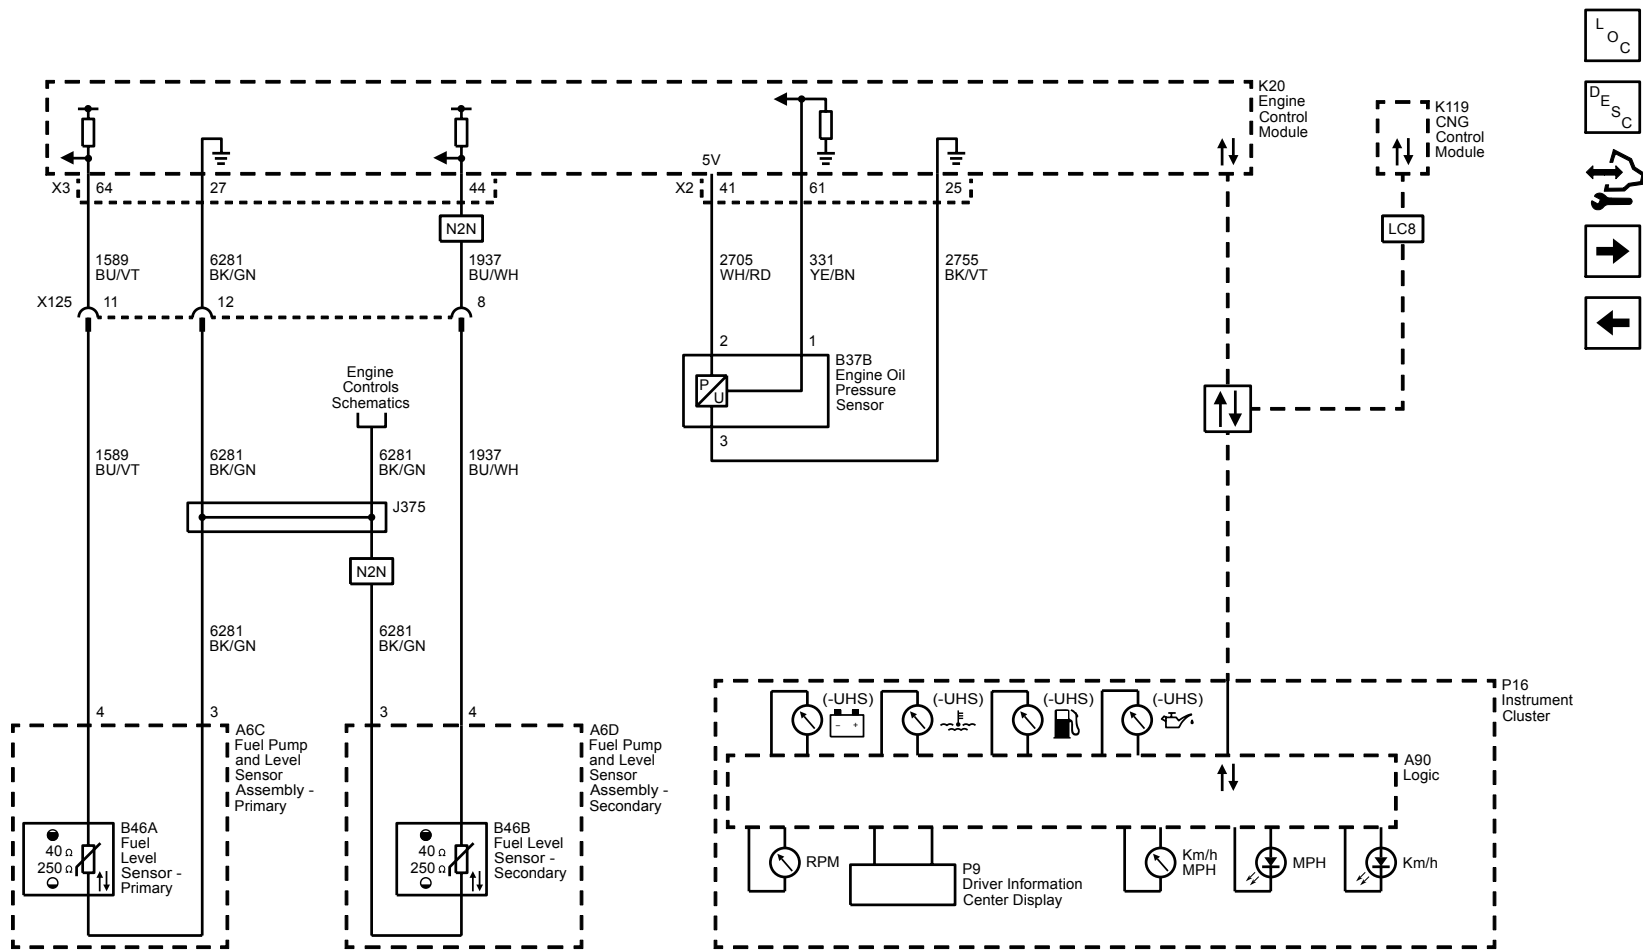 L
O
C
D
E
S
C
K20
Engine
Control
Module
K119
CNG
Control
Module
5V
X3 64 27 44
X2 41 61 25
N2N
LC8
1589
BU/VT
6281
BK/GN
1937
BU/WH
2705
WH/RD
331
YE/BN
2755
BK/VT
X125 11 12 8
2 1
B37B
Engine Oil
Pressure
Sensor
P
U
3
Engine
Controls
Schematics
1589
BU/VT
6281
BK/GN
6281
BK/GN
1937
BU/WH
J375
N2N
6281
BK/GN
6281
BK/GN
4 3 3 4
A6C
Fuel Pump
and Level
Sensor
Assembly -
Primary
A6D
Fuel Pump
and Level
Sensor
Assembly -
Secondary
B46A
Fuel
Level
Sensor -
Primary
40 Ω
250 Ω
B46B
Fuel Level
Sensor -
Secondary
40 Ω
250 Ω
P16
Instrument
Cluster
(-UHS) (-UHS) (-UHS) (-UHS)
- +
A90
Logic
RPM
P9
Driver Information
Center Display
Km/h
MPH
MPH
Km/h